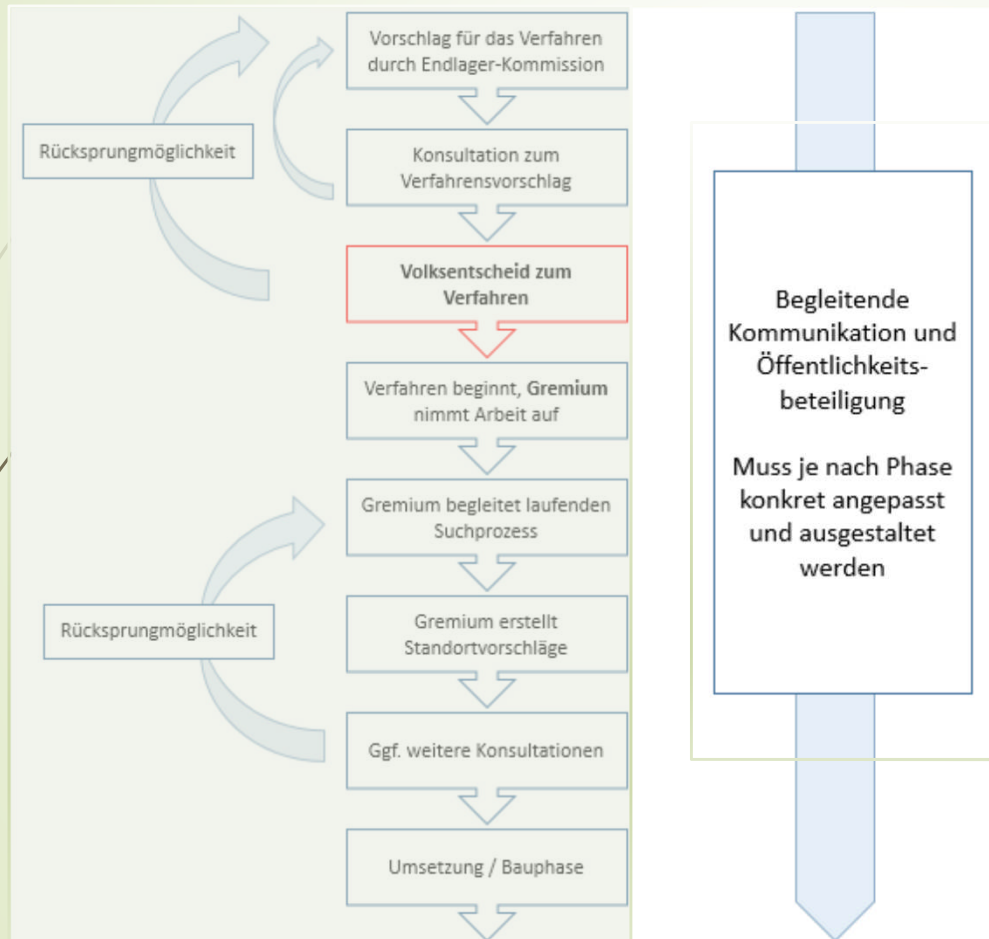 Vorschlag für das Verfahren
durch Endlager-Kommission
Rücksprungmöglichkeit
Konsultation zum
Verfahrensvorschlag
Volksentscheid zum
Verfahren
Verfahren beginnt, Gremium
nimmt Arbeit auf
Gremium begleitet laufenden
Suchprozess
Rücksprungmöglichkeit
Gremium erstellt
Standortvorschläge
Ggf. weitere Konsultationen
Umsetzung / Bauphase
Begleitende
Kommunikation und
Öffentlichkeits-
beteiligung
Muss je nach Phase
konkret angepasst
und ausgestaltet
werden